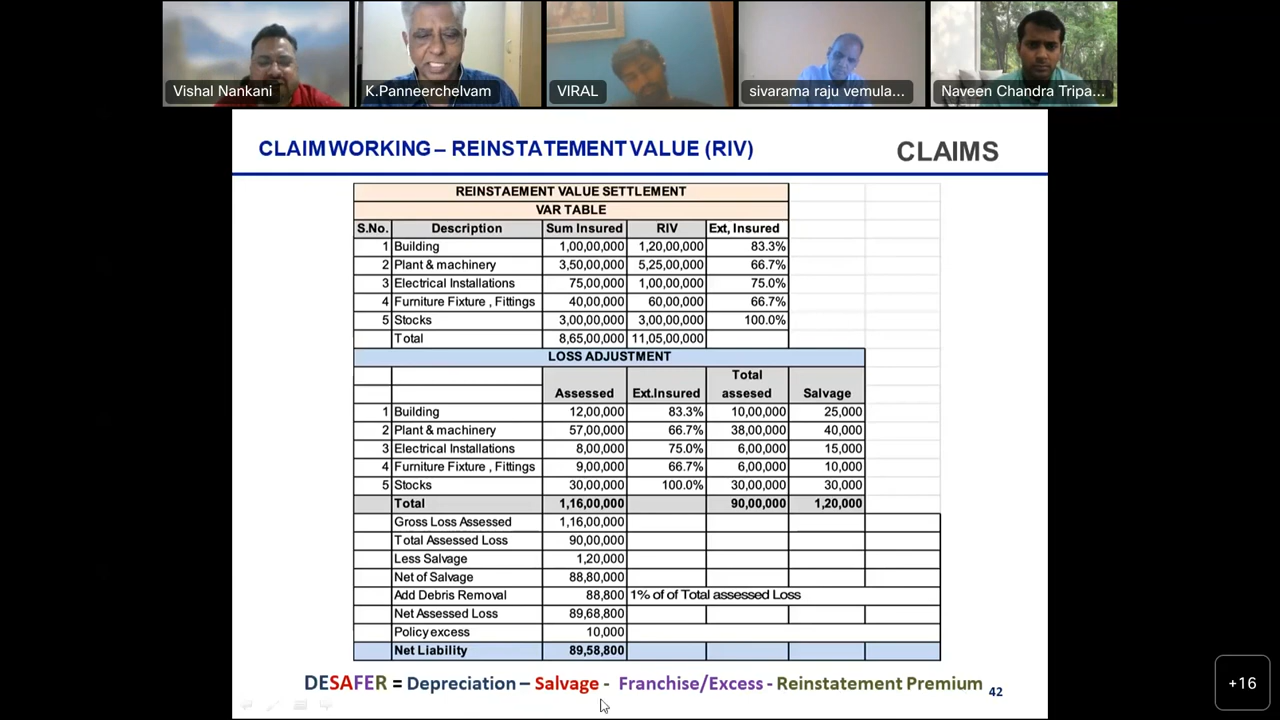 Vishal Nankani
K.Panneerchelvam
VIRAL
sivarama raju vemula...
Naveen Chandra Tripa...
CLAIM WORKING – REINSTATEMENT VALUE (RIV)
CLAIMS
REINSTAEMENT VALUE SETTLEMENT
VAR TABLE
S.No. Description Sum Insured RIV Ext, Insured
1 Building 1,00,00,000 1,20,00,000 83.3%
2 Plant & machinery 3,50,00,000 5,25,00,000 66.7%
3 Electrical Installations 75,00,000 1,00,00,000 75.0%
4 Furniture Fixture , Fittings 40,00,000 60,00,000 66.7%
5 Stocks 3,00,00,000 3,00,00,000 100.0%
Total 8,65,00,000 11,05,00,000
LOSS ADJUSTMENT
Assessed Ext.Insured Total assesed Salvage
1 Building 12,00,000 83.3% 10,00,000 25,000
2 Plant & machinery 57,00,000 66.7% 38,00,000 40,000
3 Electrical Installations 8,00,000 75.0% 6,00,000 15,000
4 Furniture Fixture , Fittings 9,00,000 66.7% 6,00,000 10,000
5 Stocks 30,00,000 100.0% 30,00,000 30,000
Total 1,16,00,000 90,00,000 1,20,000
Gross Loss Assessed 1,16,00,000
Total Assessed Loss 90,00,000
Less Salvage 1,20,000
Net of Salvage 88,80,000
Add Debris Removal 88,800 1% of of Total assessed Loss
Net Assessed Loss 89,68,800
Policy excess 10,000
Net Liability 89,58,800
DESAFER = Depreciation – Salvage - Franchise/Excess - Reinstatement Premium
42
+16